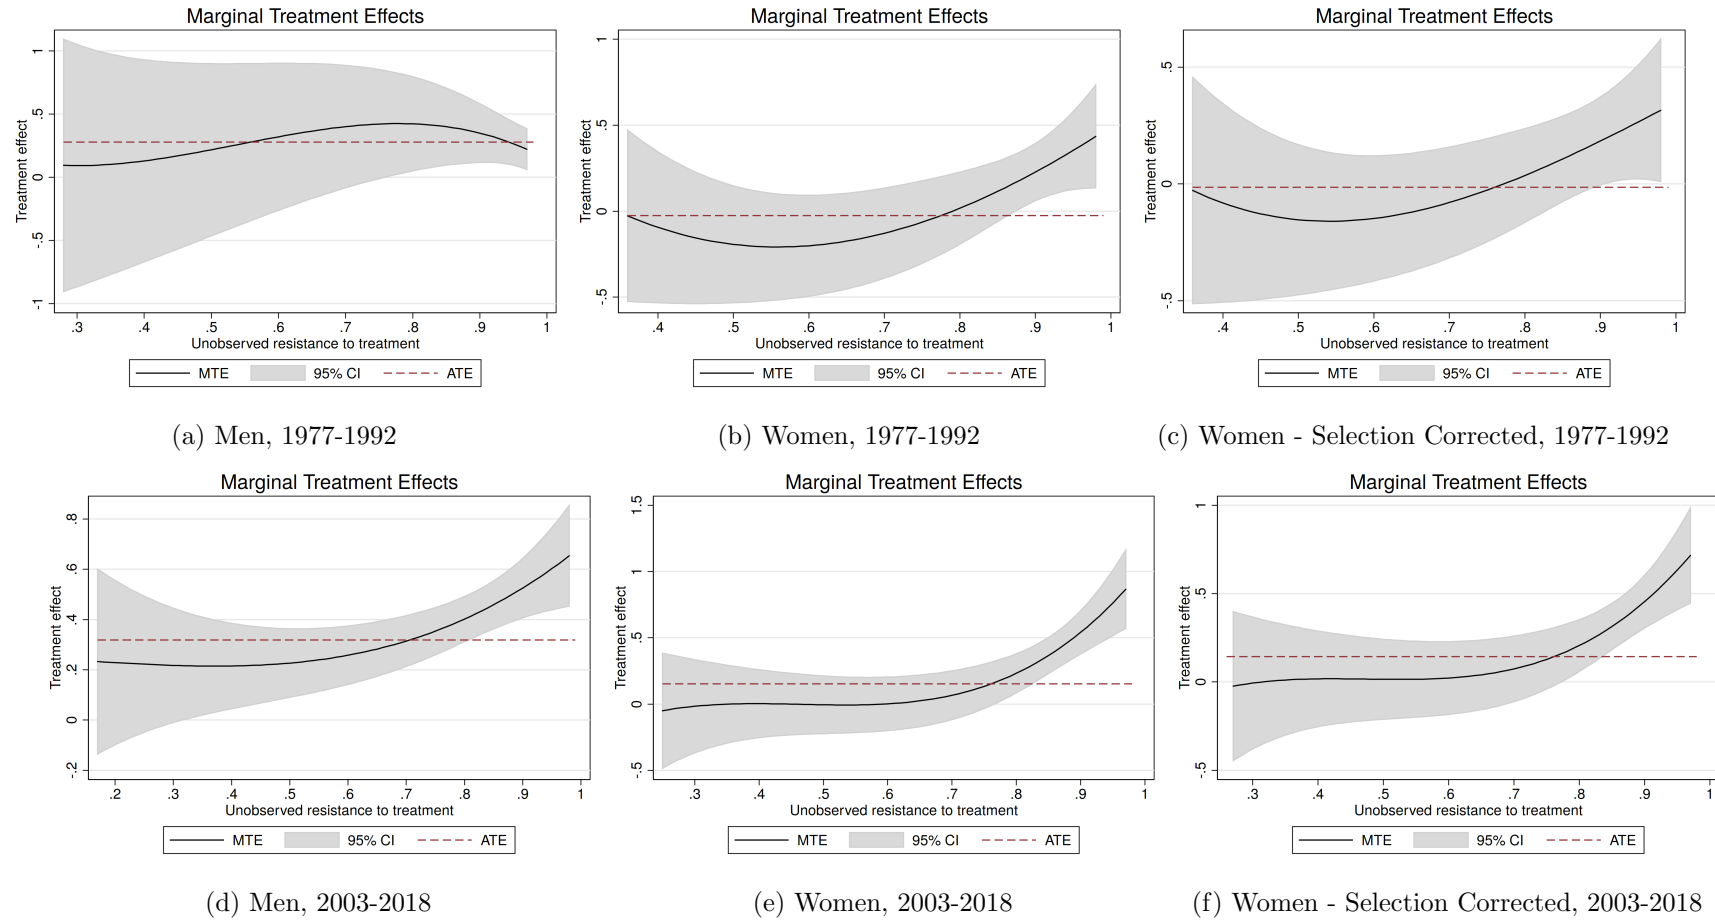 Marginal Treatment Effects
Treatment effect
1
.5
0
-.5
-1
.3 .4 .5 .6 .7 .8 .9 1
Unobserved resistance to treatment
MTE 95% CI ATE
(a) Men, 1977-1992
Marginal Treatment Effects
Treatment effect
1
.5
0
-.5
.4 .5 .6 .7 .8 .9 1
Unobserved resistance to treatment
MTE 95% CI ATE
(b) Women, 1977-1992
Marginal Treatment Effects
Treatment effect
.5
0
-.5
.4 .5 .6 .7 .8 .9 1
Unobserved resistance to treatment
MTE 95% CI ATE
(c) Women - Selection Corrected, 1977-1992
Marginal Treatment Effects
Treatment effect
.8
.6
.4
.2
0
-.2
.2 .3 .4 .5 .6 .7 .8 .9 1
Unobserved resistance to treatment
MTE 95% CI ATE
(d) Men, 2003-2018
Marginal Treatment Effects
Treatment effect
1.5
1
.5
0
-.5
.3 .4 .5 .6 .7 .8 .9 1
Unobserved resistance to treatment
MTE 95% CI ATE
(e) Women, 2003-2018
Marginal Treatment Effects
Treatment effect
1
.5
0
-.5
.3 .4 .5 .6 .7 .8 .9 1
Unobserved resistance to treatment
MTE 95% CI ATE
(f) Women - Selection Corrected, 2003-2018